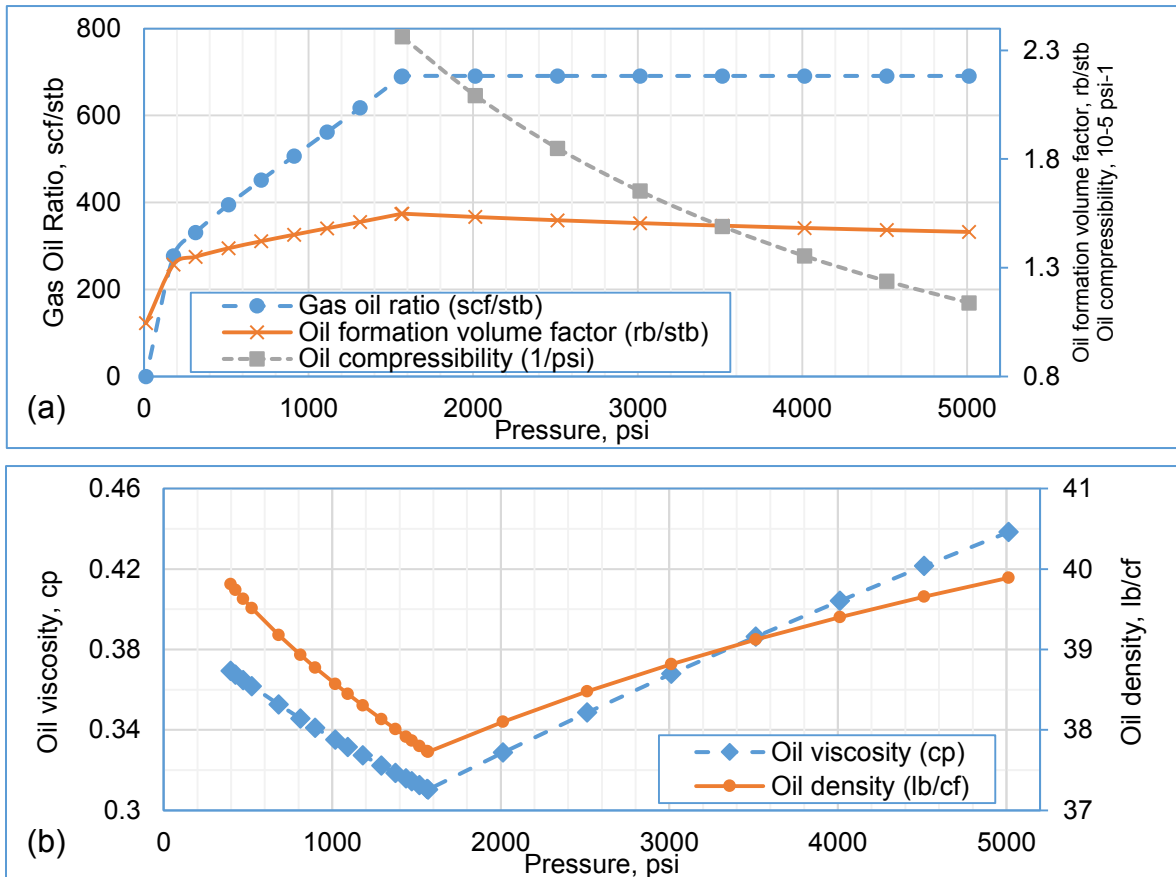 800
600
400
200
0
Gas Oil Ratio, scf/stb
2.3
1.8
1.3
0.8
Oil formation volume factor, rb/stb
Oil compressibility, 10-5 psi-1
Gas oil ratio (scf/stb)
Oil formation volume factor (rb/stb)
Oil compressibility (1/psi)
0 1000 2000 3000 4000 5000
Pressure, psi
(a)
0.46
0.42
0.38
0.34
0.3
Oil viscosity, cp
41
40
39
38
37
Oil density, lb/cf
Oil viscosity (cp)
Oil density (lb/cf)
0 1000 2000 3000 4000 5000
Pressure, psi
(b)